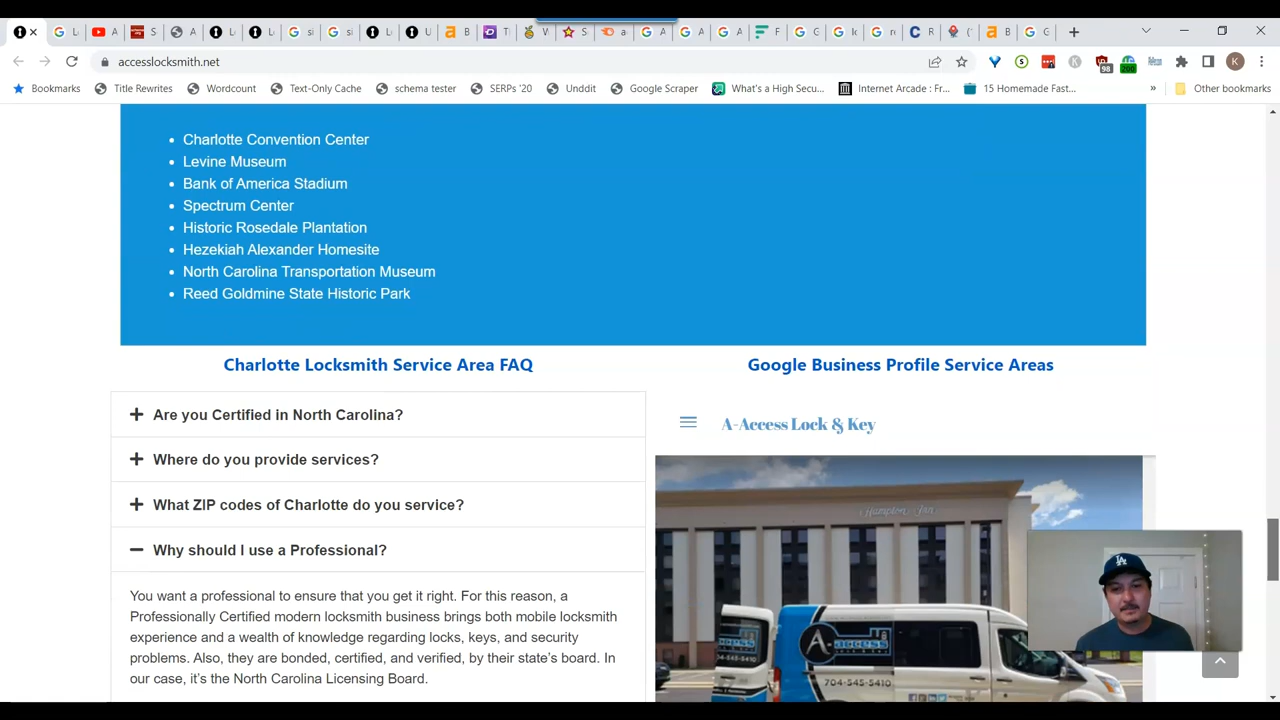 L
A
S
A
L
L
si
si
L
U
B
T
W
S
a
A
A
A
F
G
k
re
R
(
B
G
accesslocksmith.net
98
200
K
Bookmarks
Title Rewrites
Wordcount
Text-Only Cache
schema tester
SERPs '20
Unddit
Google Scraper
What's a High Secu...
Internet Arcade : Fr...
15 Homemade Fast...
»
Other bookmarks
Charlotte Convention Center
Levine Museum
Bank of America Stadium
Spectrum Center
Historic Rosedale Plantation
Hezekiah Alexander Homesite
North Carolina Transportation Museum
Reed Goldmine State Historic Park
Charlotte Locksmith Service Area FAQ
Google Business Profile Service Areas
Are you Certified in North Carolina?
Where do you provide services?
What ZIP codes of Charlotte do you service?
Why should I use a Professional?
You want a professional to ensure that you get it right. For this reason, a
Professionally Certified modern locksmith business brings both mobile locksmith
experience and a wealth of knowledge regarding locks, keys, and security
problems. Also, they are bonded, certified, and verified, by their state's board. In
our case, it's the North Carolina Licensing Board.
A-Access Lock & Key
Hampton Inn
A-access
704-545-5410
LA